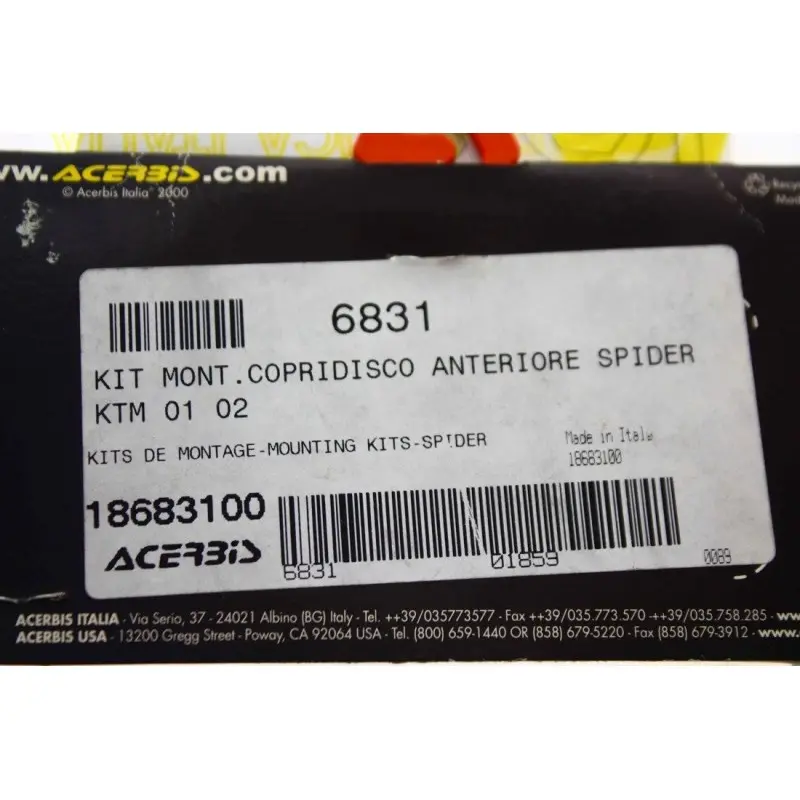 www.ACERBIS.com
© Acerbis Italia 2000
6831
KIT MONT.COPRIDISCO ANTERIORE SPIDER
KTM 01 02
KITS DE MONTAGE-MOUNTING KITS-SPIDER
Made in Italy
18683100
18683100
ACERBIS
6831 01859 0089
ACERBIS ITALIA - Via Serio, 37 - 24021 Albino (BG) Italy - Tel. ++39/035773577 - Fax ++39/035.773.570 -++39/035.758.285 - ww
ACERBIS USA - 13200 Gregg Street - Poway, CA 92064 USA - Tel. (800) 659-1440 OR (858) 679-5220 - Fax (858) 679-3912 - www.